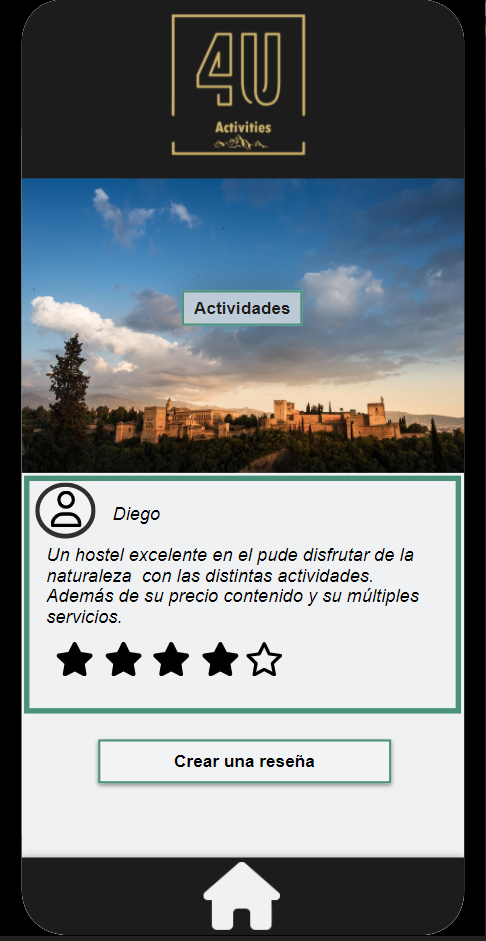 4U
Activities
Actividades
Diego
Un hostel excelente en el pude disfrutar de la
naturaleza con las distintas actividades.
Además de su precio contenido y su múltiples
servicios.
Crear una reseña